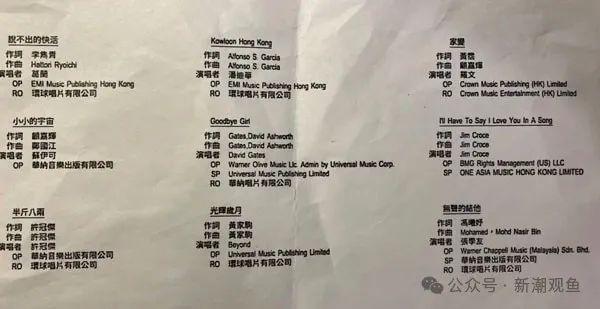 說不出的快活
作詞 李雋青
作曲 Hattori Ryoichi
演唱者 葛蘭
OP EMI Music Publishing Hong Kong
RO 環球唱片有限公司
小小的宇宙
作詞 顧嘉輝
作曲 鄭國江
演唱者 蘇伊可
OP 華納音樂出版有限公司
半斤八兩
作詞 許冠傑
作曲 許冠傑
演唱者 許冠傑
OP 華納音樂出版有限公司
RO 環球唱片有限公司
Kowloon Hong Kong
作詞 Alfonso S. Garcia
作曲 Alfonso S. Garcia
演唱者 潘迪華
OP EMI Music Publishing Hong Kong
RO 環球唱片有限公司
Goodbye Girl
作詞 Gates,David Ashworth
作曲 Gates,David Ashworth
演唱者 David Gates
OP Warner Olive Music Llc. Admin by Universal Music Corp.
SP Universal Music Publishing Limited
RO 華納音樂出版有限公司
光輝歲月
作詞 黃家駒
作曲 黃家駒
演唱者 Beyond
OP Universal Music Publishing Limited
RO 環球唱片有限公司
家變
作詞 黃霑
作曲 顧嘉輝
演唱者 羅文
OP Crown Music Publishing (HK) Limited
RO Crown Music Entertainment (HK) Limited
I'll Have To Say I Love You In A Song
作詞 Jim Croce
作曲 Jim Croce
演唱者 Jim Croce
OP BMG Rights Management (US) LLC
SP ONE ASIA MUSIC HONG KONG LIMITED
無聲的結他
作詞 馮曦妤
作曲 Mohamed，Mohd Nasir Bin
演唱者 張學友
OP Warner Chappell Music (Malaysia) Sdn. Bhd.
SP 華納音樂出版有限公司
RO 環球唱片有限公司
公众号・新潮观鱼